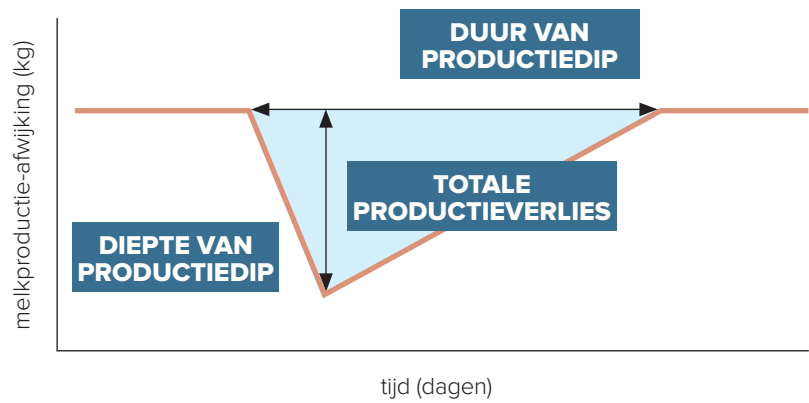 DUUR VAN
PRODUCTIEDIP
melkproductie-afwijking (kg)
TOTALE
PRODUCTIEVERLIES
DIEPTE VAN
PRODUCTIEDIP
tijd (dagen)